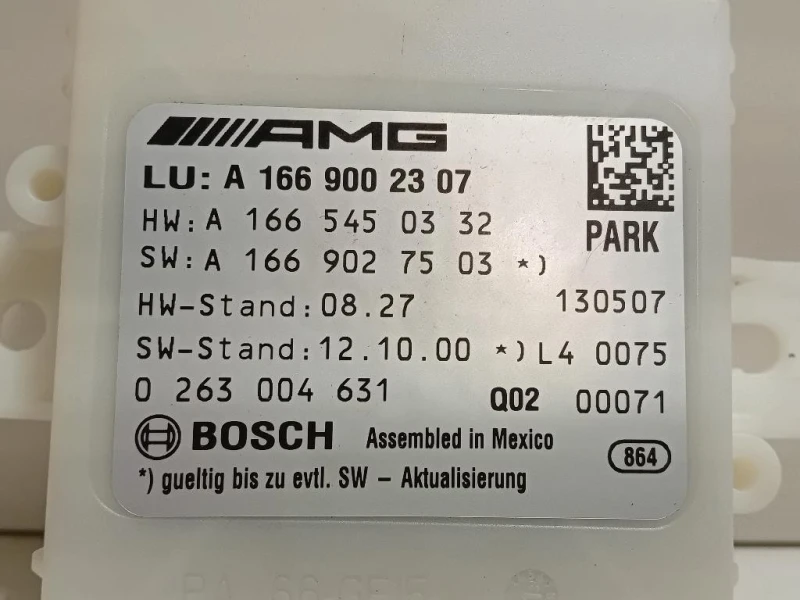 AMG
LU: A 166 900 23 07
HW: A 166 545 03 32
PARK
SW: A 166 902 75 03 *)
HW-Stand: 08.27 130507
SW-Stand: 12.10.00 *) L4 0075
0 263 004 631 Q02 00071
BOSCH Assembled in Mexico 864
*) gueltig bis zu evtl. SW - Aktualisierung